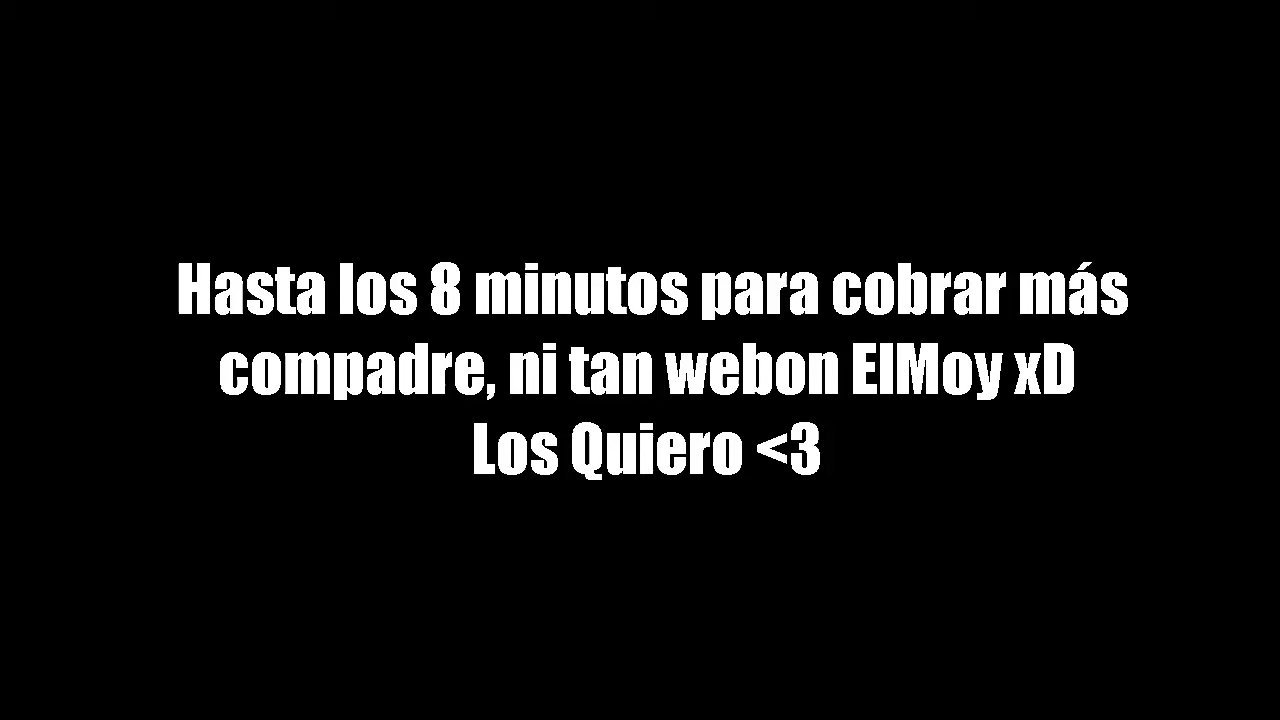 Hasta los 8 minutos para cobrar más
compadre, ni tan webon ElMoy xD
Los Quiero <3